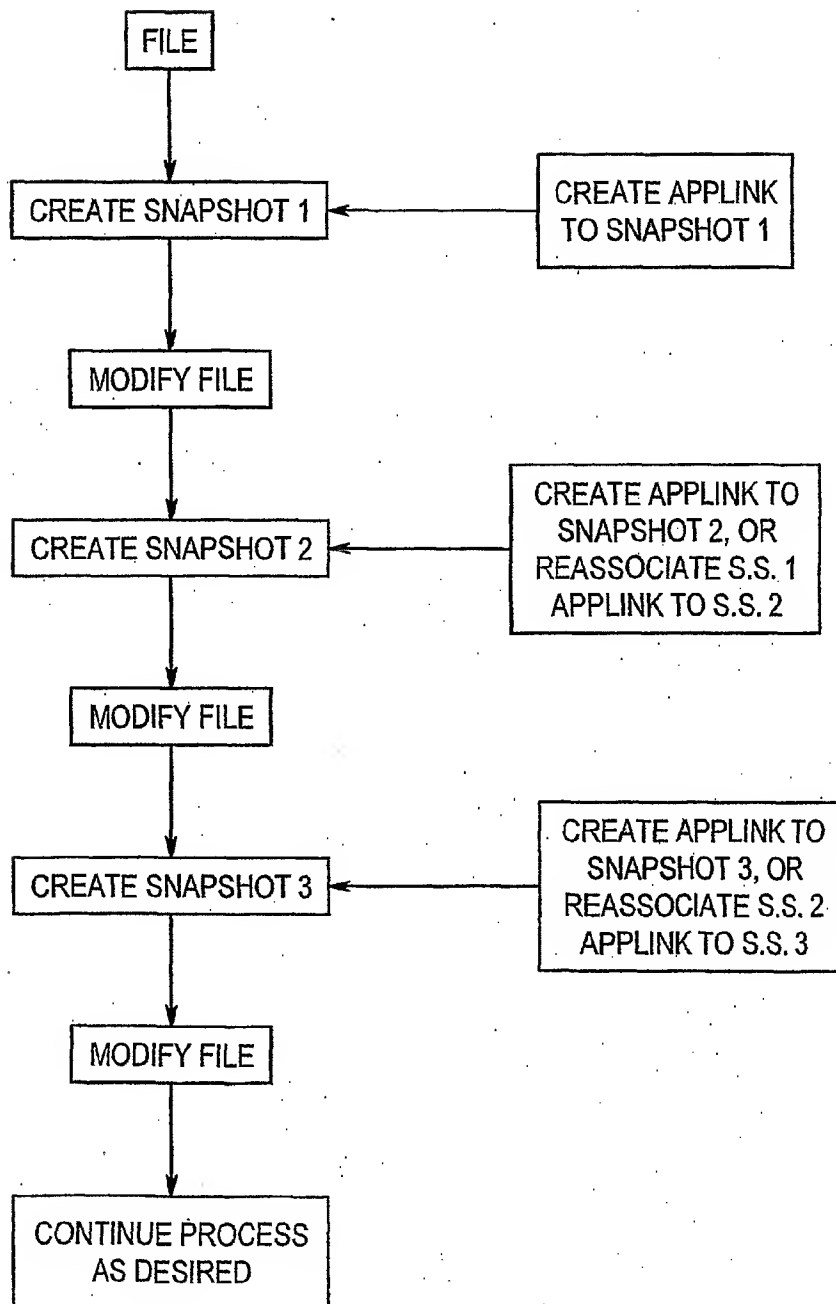 FILE
CREATE SNAPSHOT 1
CREATE APPLINK
TO SNAPSHOT 1
MODIFY FILE
CREATE SNAPSHOT 2
CREATE APPLINK TO
SNAPSHOT 2, OR
REASSOCIATE S.S. 1
APPLINK TO S.S. 2
MODIFY FILE
CREATE SNAPSHOT 3
CREATE APPLINK TO
SNAPSHOT 3, OR
REASSOCIATE S.S. 2
APPLINK TO S.S. 3
MODIFY FILE
CONTINUE PROCESS
AS DESIRED